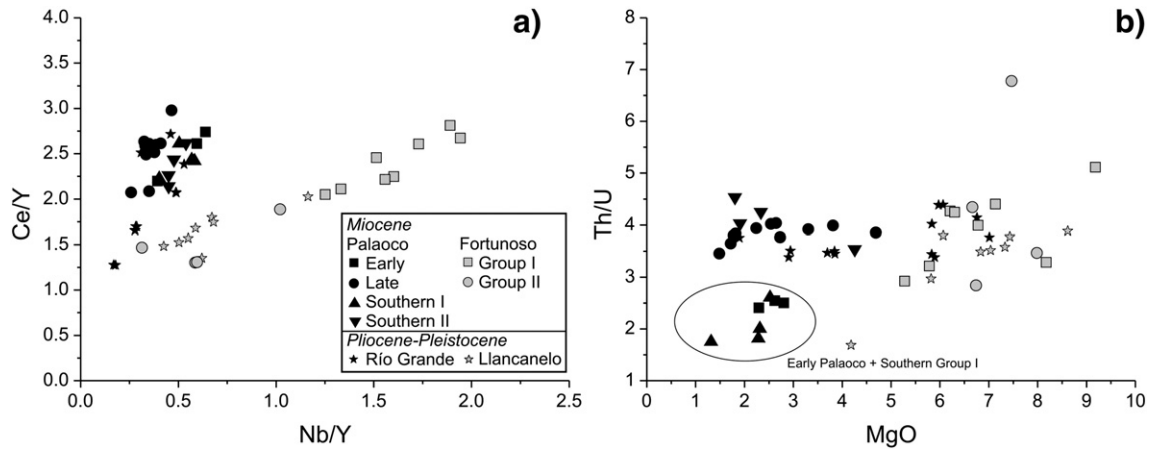 a)
4.0
3.5
3.0
2.5
2.0
1.5
1.0
0.5
0.0
Ce/Y
0.0 0.5 1.0 1.5 2.0 2.5
Nb/Y
Miocene
Palaoco Fortunoso
Early Group I
Late Group II
Southern I
Southern II
Pliocene-Pleistocene
Río Grande Llancanelo
b)
8
7
6
5
4
3
2
1
Th/U
0 1 2 3 4 5 6 7 8 9 10
MgO
Early Palaoco + Southern Group I